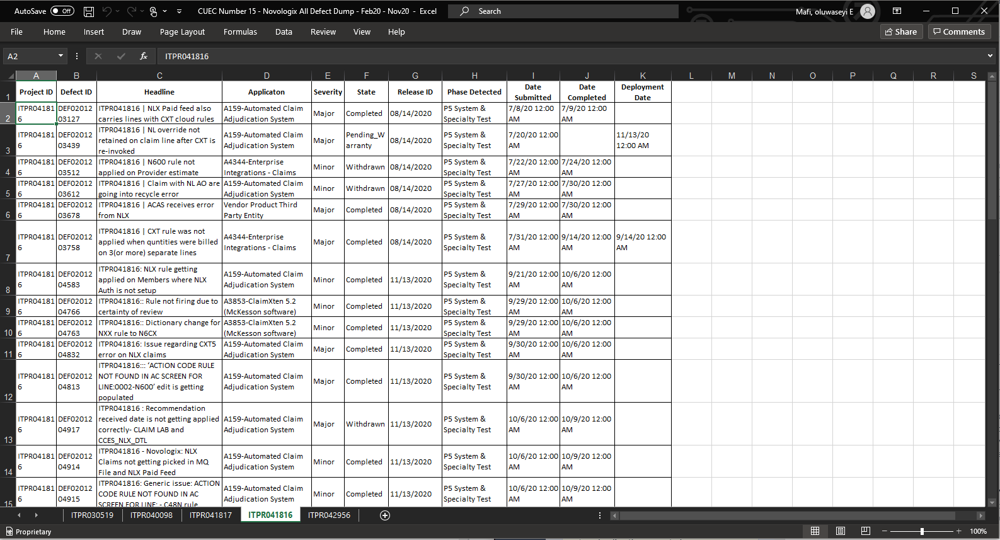 AutoSave Off CUEC Number 15 - Novologix All Defect Dump - Feb20 - Nov20 - Excel Search Mafi, oluwaseyi E
File Home Insert Draw Page Layout Formulas Data Review View Help Share Comments
A2 fx ITPR041816
A B C D E F G H I J K L M N O P Q R S
1 Project ID Defect ID Headline Applicaton Severity State Release ID Phase Detected Date Submitted Date Completed Deployment Date
2 ITPR041816 DEF0201203127 ITPR041816 | NLX Paid feed also carries lines with CXT cloud rules A159-Automated Claim Adjudication System Major Completed 08/14/2020 P5 System & Specialty Test 7/8/20 12:00 AM 7/9/20 12:00 AM
3 ITPR041816 DEF0201203439 ITPR041816 | NL override not retained on claim line after CXT is re-invoked A159-Automated Claim Adjudication System Major Pending_Warranty 08/14/2020 P5 System & Specialty Test 7/20/20 12:00 AM 11/13/20 12:00 AM
4 ITPR041816 DEF0201203512 ITPR041816 | N600 rule not applied on Provider estimate A4344-Enterprise Integrations - Claims Minor Withdrawn 08/14/2020 P5 System & Specialty Test 7/22/20 12:00 AM 7/24/20 12:00 AM
5 ITPR041816 DEF0201203612 ITPR041816 | Claim with NL AO are going into recycle error A159-Automated Claim Adjudication System Minor Withdrawn 08/14/2020 P5 System & Specialty Test 7/27/20 12:00 AM 7/30/20 12:00 AM
6 ITPR041816 DEF0201203678 ITPR041816 | ACAS receives error from NLX Vendor Product Third Party Entity Major Completed 08/14/2020 P5 System & Specialty Test 7/29/20 12:00 AM 7/30/20 12:00 AM
7 ITPR041816 DEF0201203758 ITPR041816 | CXT rule was not applied when quntities were billed on 3(or more) separate lines A4344-Enterprise Integrations - Claims Major Completed 08/14/2020 P5 System & Specialty Test 7/31/20 12:00 AM 9/14/20 12:00 AM 9/14/20 12:00 AM
8 ITPR041816 DEF0201204583 ITPR041816: NLX rule getting applied on Members where NLX Auth is not setup A159-Automated Claim Adjudication System Minor Completed 11/13/2020 P5 System & Specialty Test 9/21/20 12:00 AM 10/6/20 12:00 AM
9 ITPR041816 DEF0201204766 ITPR041816:: Rule not firing due to certainty of review A3853-ClaimXten 5.2 (McKesson software) Minor Completed 11/13/2020 P5 System & Specialty Test 9/29/20 12:00 AM 10/6/20 12:00 AM
10 ITPR041816 DEF0201204763 ITPR041816:: Dictionary change for NXX rule to N6CX A3853-ClaimXten 5.2 (McKesson software) Minor Completed 11/13/2020 P5 System & Specialty Test 9/29/20 12:00 AM 10/6/20 12:00 AM
11 ITPR041816 DEF0201204832 ITPR041816: Issue regarding CXT5 error on NLX claims A159-Automated Claim Adjudication System Major Completed 11/13/2020 P5 System & Specialty Test 9/30/20 12:00 AM 10/6/20 12:00 AM
12 ITPR041816 DEF0201204813 ITPR041816::: ‘ACTION CODE RULE NOT FOUND IN AC SCREEN FOR LINE:0002-N600’ edit is getting populated A159-Automated Claim Adjudication System Major Completed 11/13/2020 P5 System & Specialty Test 9/30/20 12:00 AM 10/6/20 12:00 AM
13 ITPR041816 DEF0201204917 ITPR041816 : Recommendation received date is not getting applied correctly- CLAIM LAB and CCES_NLX_DTL A159-Automated Claim Adjudication System Major Withdrawn 11/13/2020 P5 System & Specialty Test 10/6/20 12:00 AM 10/9/20 12:00 AM
14 ITPR041816 DEF0201204914 ITPR041816 - Novologix: NLX Claims not getting picked in MQ File and NLX Paid Feed A159-Automated Claim Adjudication System Minor Completed 11/13/2020 P5 System & Specialty Test 10/6/20 12:00 AM 10/9/20 12:00 AM
15 ITPR041816 DEF0201204915 ITPR041816: Generic issue: ACTION CODE RULE NOT FOUND IN AC SCREEN FOR LINE: - C48N rule A159-Automated Claim Adjudication System Minor Completed 11/13/2020 P5 System & Specialty Test 10/6/20 12:00 AM 10/9/20 12:00 AM
ITPR030519 ITPR040098 ITPR041817 ITPR041816 ITPR042956
Proprietary 100%